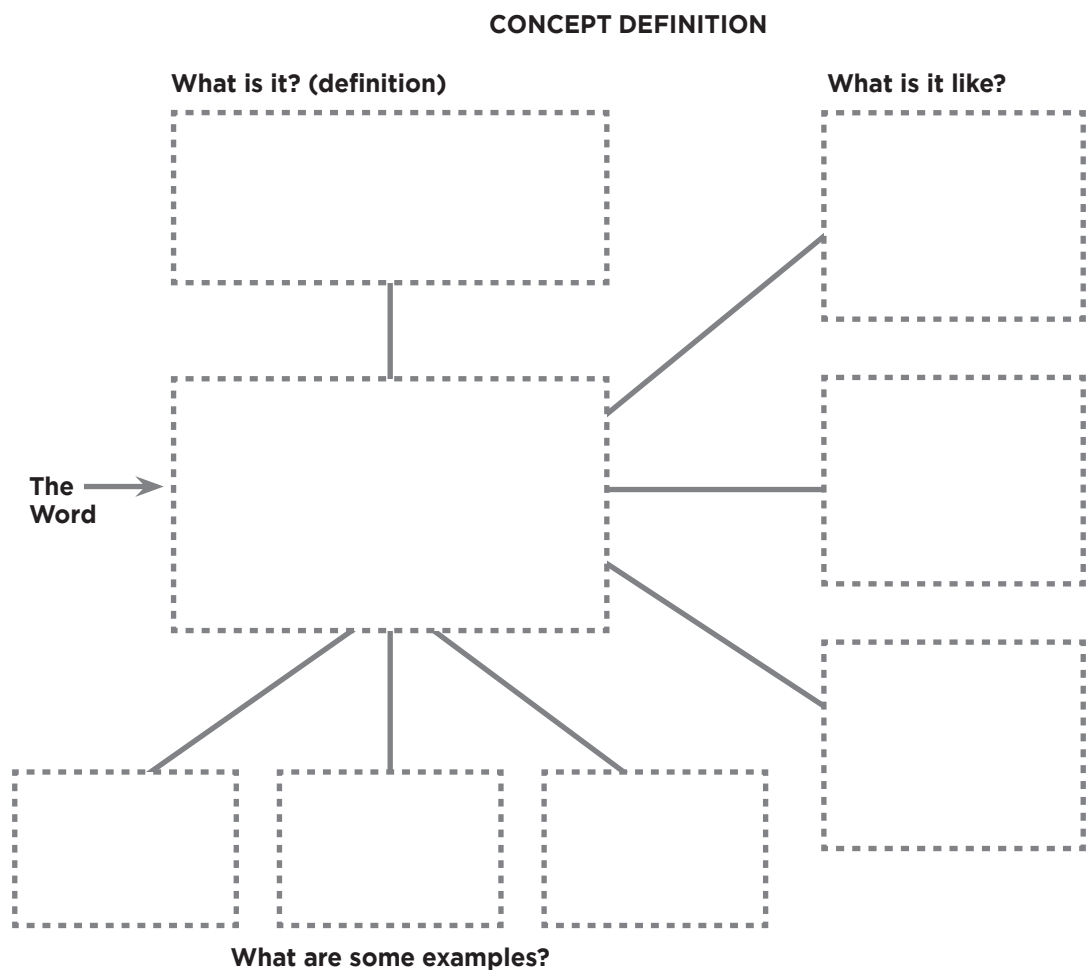 CONCEPT DEFINITION
What is it? (definition)
What is it like?
The
Word
What are some examples?